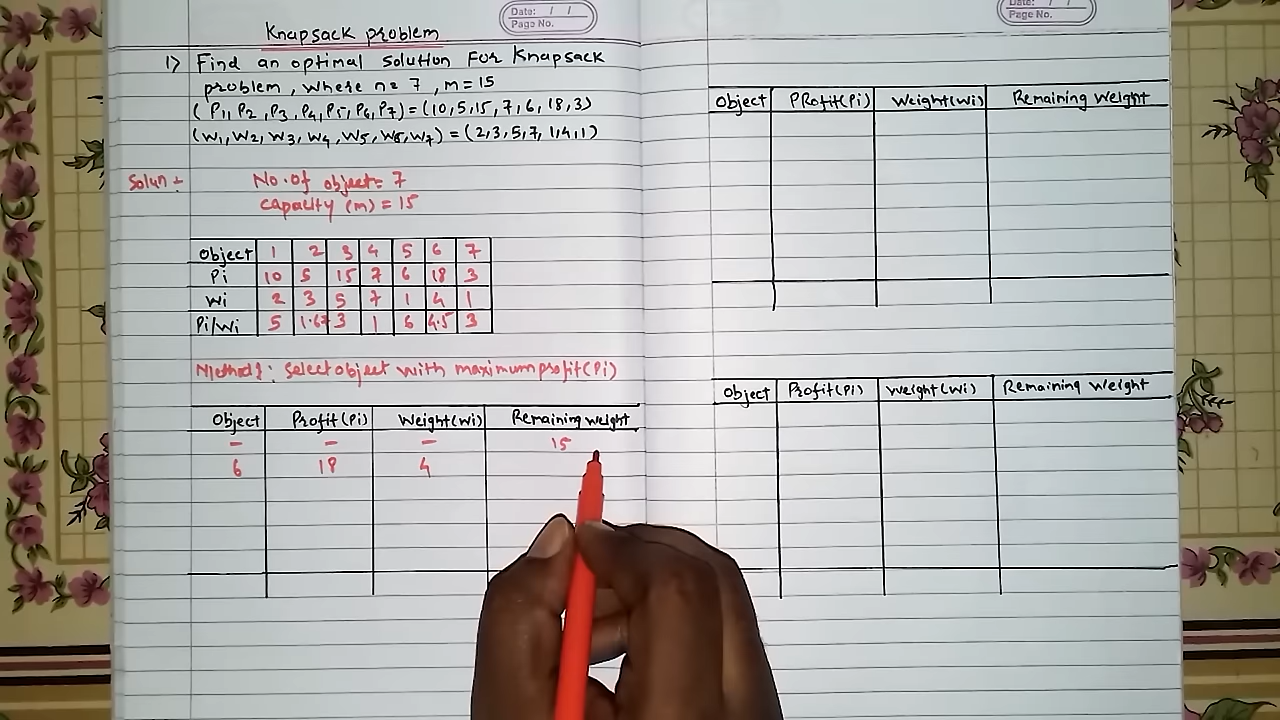 Date: / /
Page No.
Knapsack problem
1) Find an optimal solution For Knapsack
problem, where n= 7, m=15
(P1,P2,P3,P4,P5,P6,P7)=(10,5,15,7,6,18,3)
(W1,W2,W3,W4,W5,W6,W7)=(2,3,5,7,1,4,1)
Solun:-
No.of object= 7
capacity (m)=15
Object 1 2 3 4 5 6 7
Pi 10 5 15 7 6 18 3
Wi 2 3 5 7 1 4 1
Pi/Wi 5 1.67 3 1 6 4.5 3
Method1: Select object with maximum profit(Pi)
Object Profit(Pi) Weight(Wi) Remaining weight
- - - 15
6 18 4
Date: / /
Page No.
Object PRofit(Pi) Weight(Wi) Remaining Weight
Object Profit(Pi) Weight(Wi) Remaining Weight